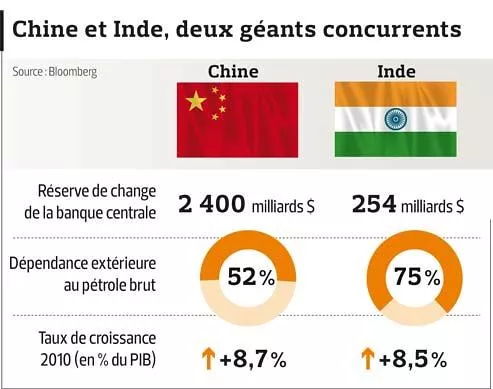 Chine et Inde, deux géants concurrents
Source : Bloomberg
Chine Inde
Réserve de change
de la banque centrale
2 400 milliards $ 254 milliards $
Dépendance extérieure
au pétrole brut
52% 75%
Taux de croissance
2010 (en % du PIB)
+8,7% +8,5%